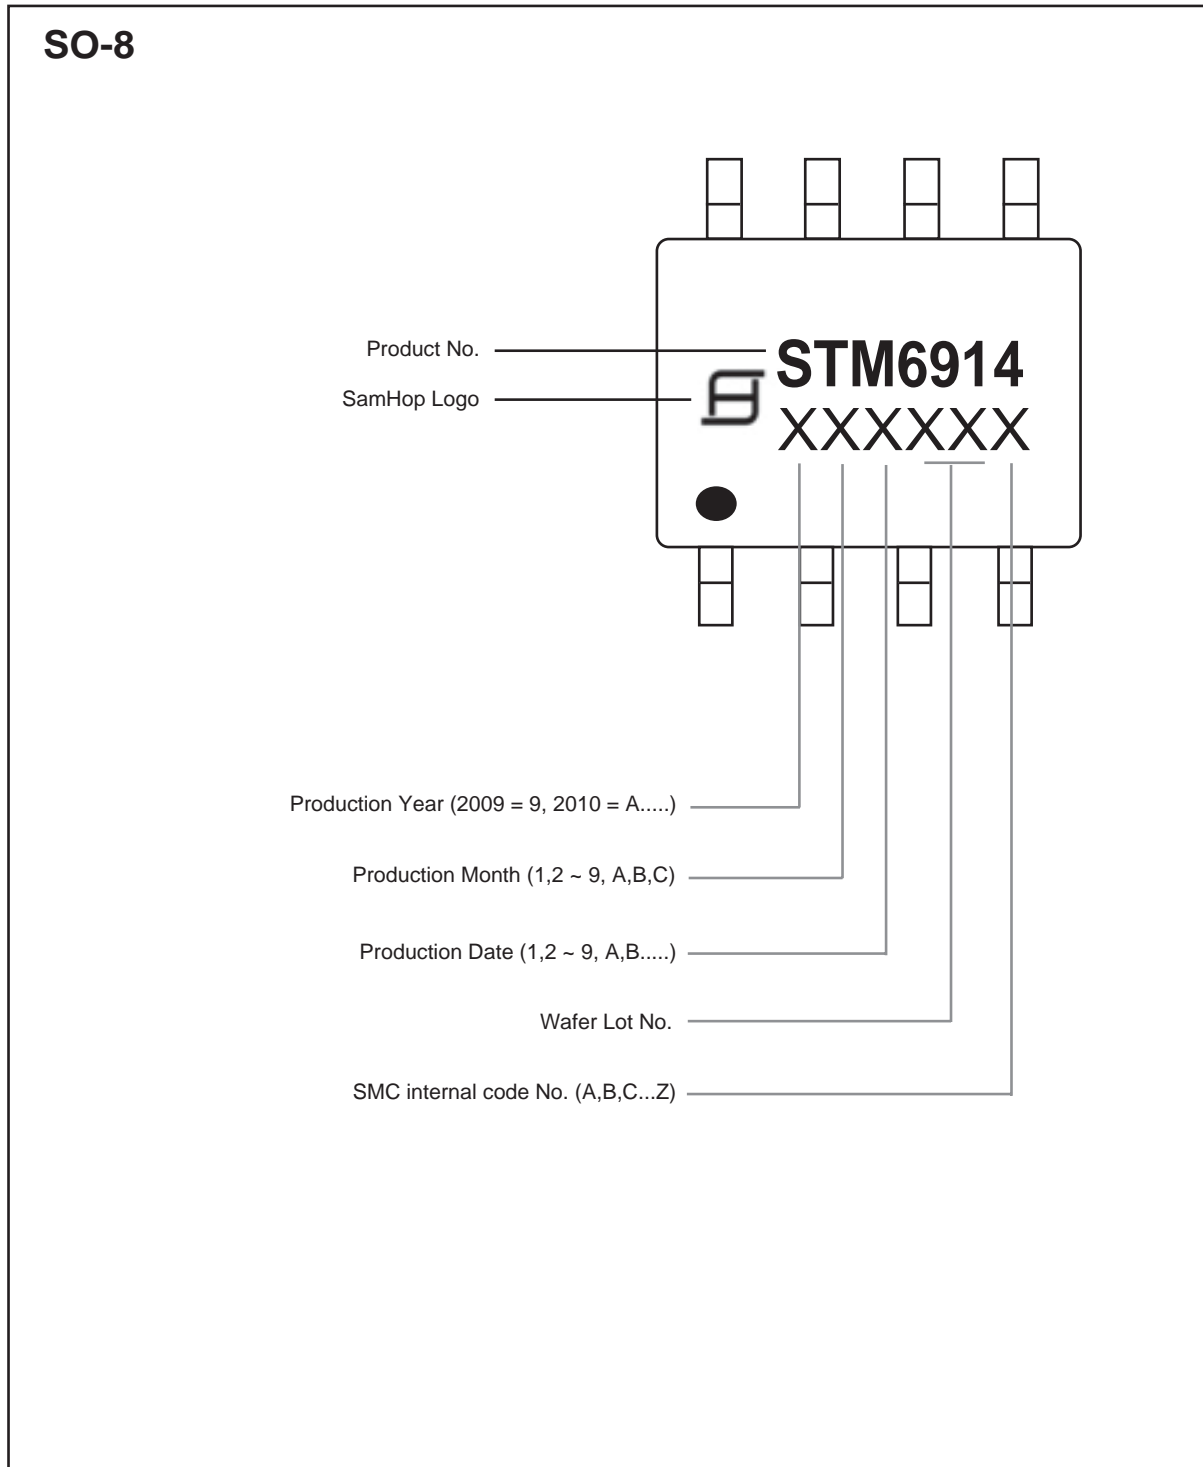 SO-8
Product No.
STM6914
SamHop Logo
XXXXXX
Production Year (2009 = 9, 2010 = A.....)
Production Month (1,2 ~ 9, A,B,C)
Production Date (1,2 ~ 9, A,B.....)
Wafer Lot No.
SMC internal code No. (A,B,C...Z)